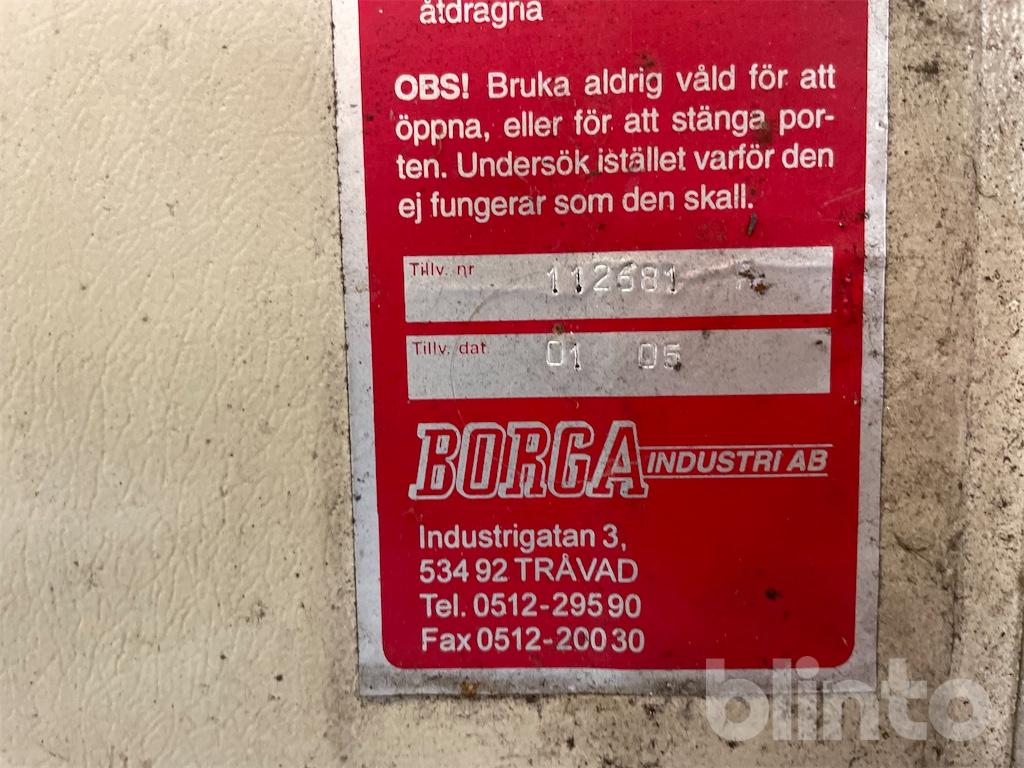 åtdragna
OBS! Bruka aldrig våld för att
öppna, eller för att stänga por-
ten. Undersök istället varför den
ej fungerar som den skall.
Tillv. nr 112681
Tillv. dat 01 05
BORGA INDUSTRI AB
Industrigatan 3,
534 92 TRÅVAD
Tel. 0512-295 90
Fax 0512-200 30
blinto